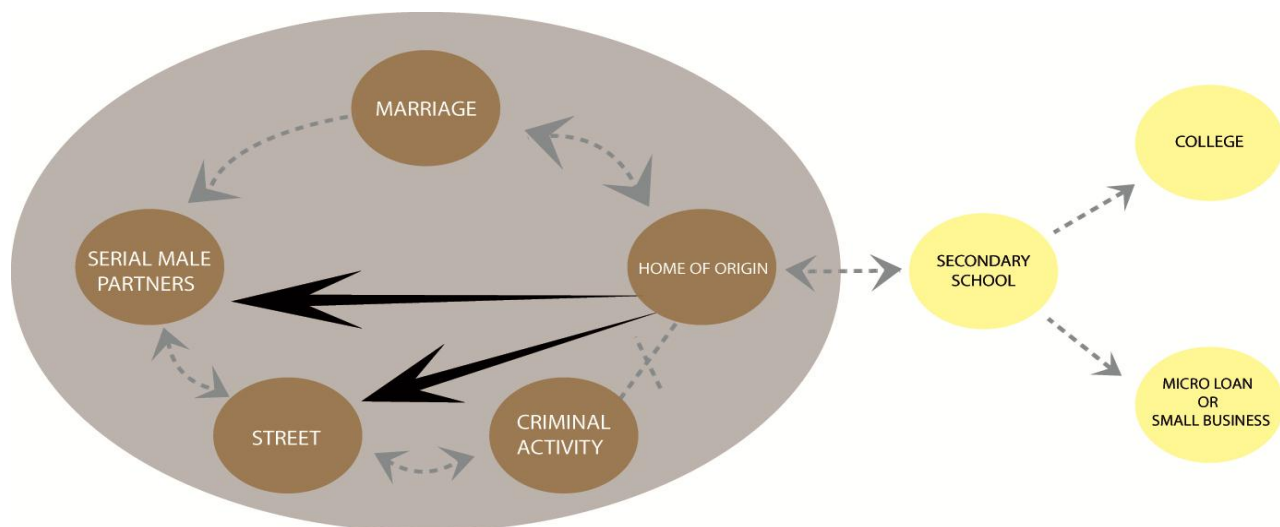 MARRIAGE
COLLEGE
SERIAL MALE
PARTNERS
HOME OF ORIGIN
SECONDARY
SCHOOL
STREET
CRIMINAL
ACTIVITY
MICRO LOAN
OR
SMALL BUSINESS